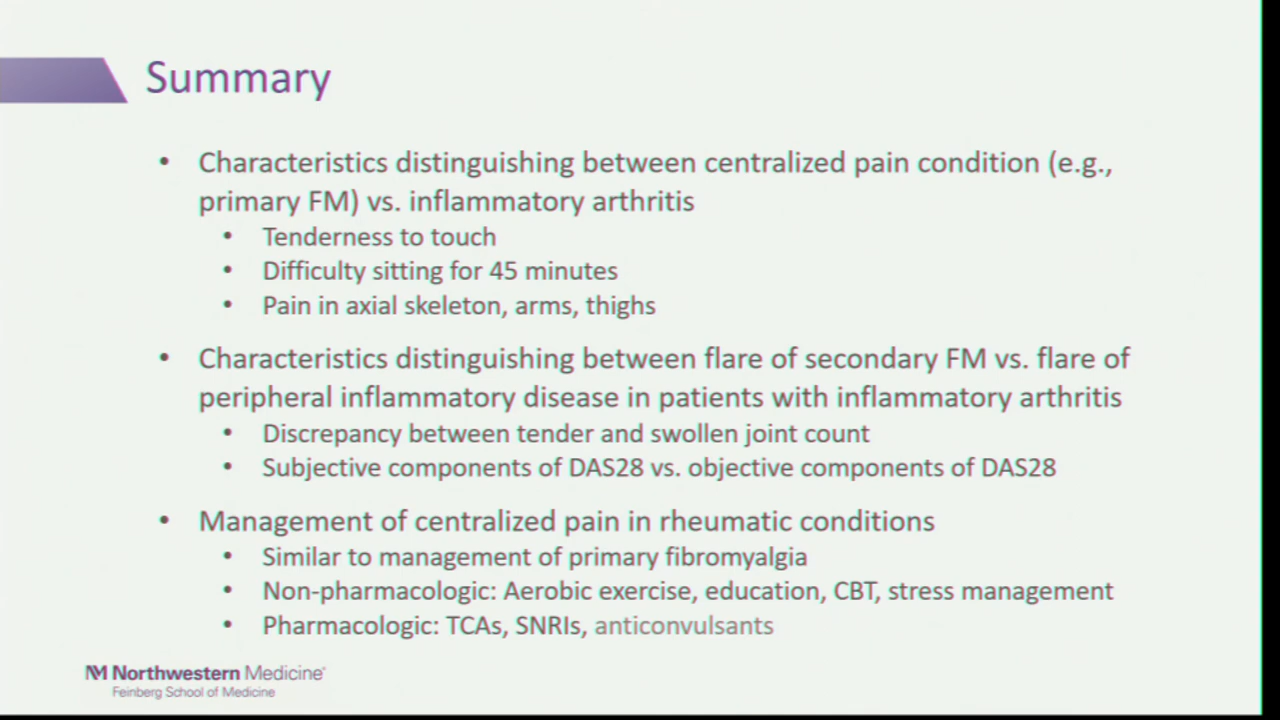 Summary
• Characteristics distinguishing between centralized pain condition (e.g.,
primary FM) vs. inflammatory arthritis
• Tenderness to touch
• Difficulty sitting for 45 minutes
• Pain in axial skeleton, arms, thighs
• Characteristics distinguishing between flare of secondary FM vs. flare of
peripheral inflammatory disease in patients with inflammatory arthritis
• Discrepancy between tender and swollen joint count
• Subjective components of DAS28 vs. objective components of DAS28
• Management of centralized pain in rheumatic conditions
• Similar to management of primary fibromyalgia
• Non-pharmacologic: Aerobic exercise, education, CBT, stress management
• Pharmacologic: TCAs, SNRIs, anticonvulsants
NM Northwestern Medicine®
Feinberg School of Medicine